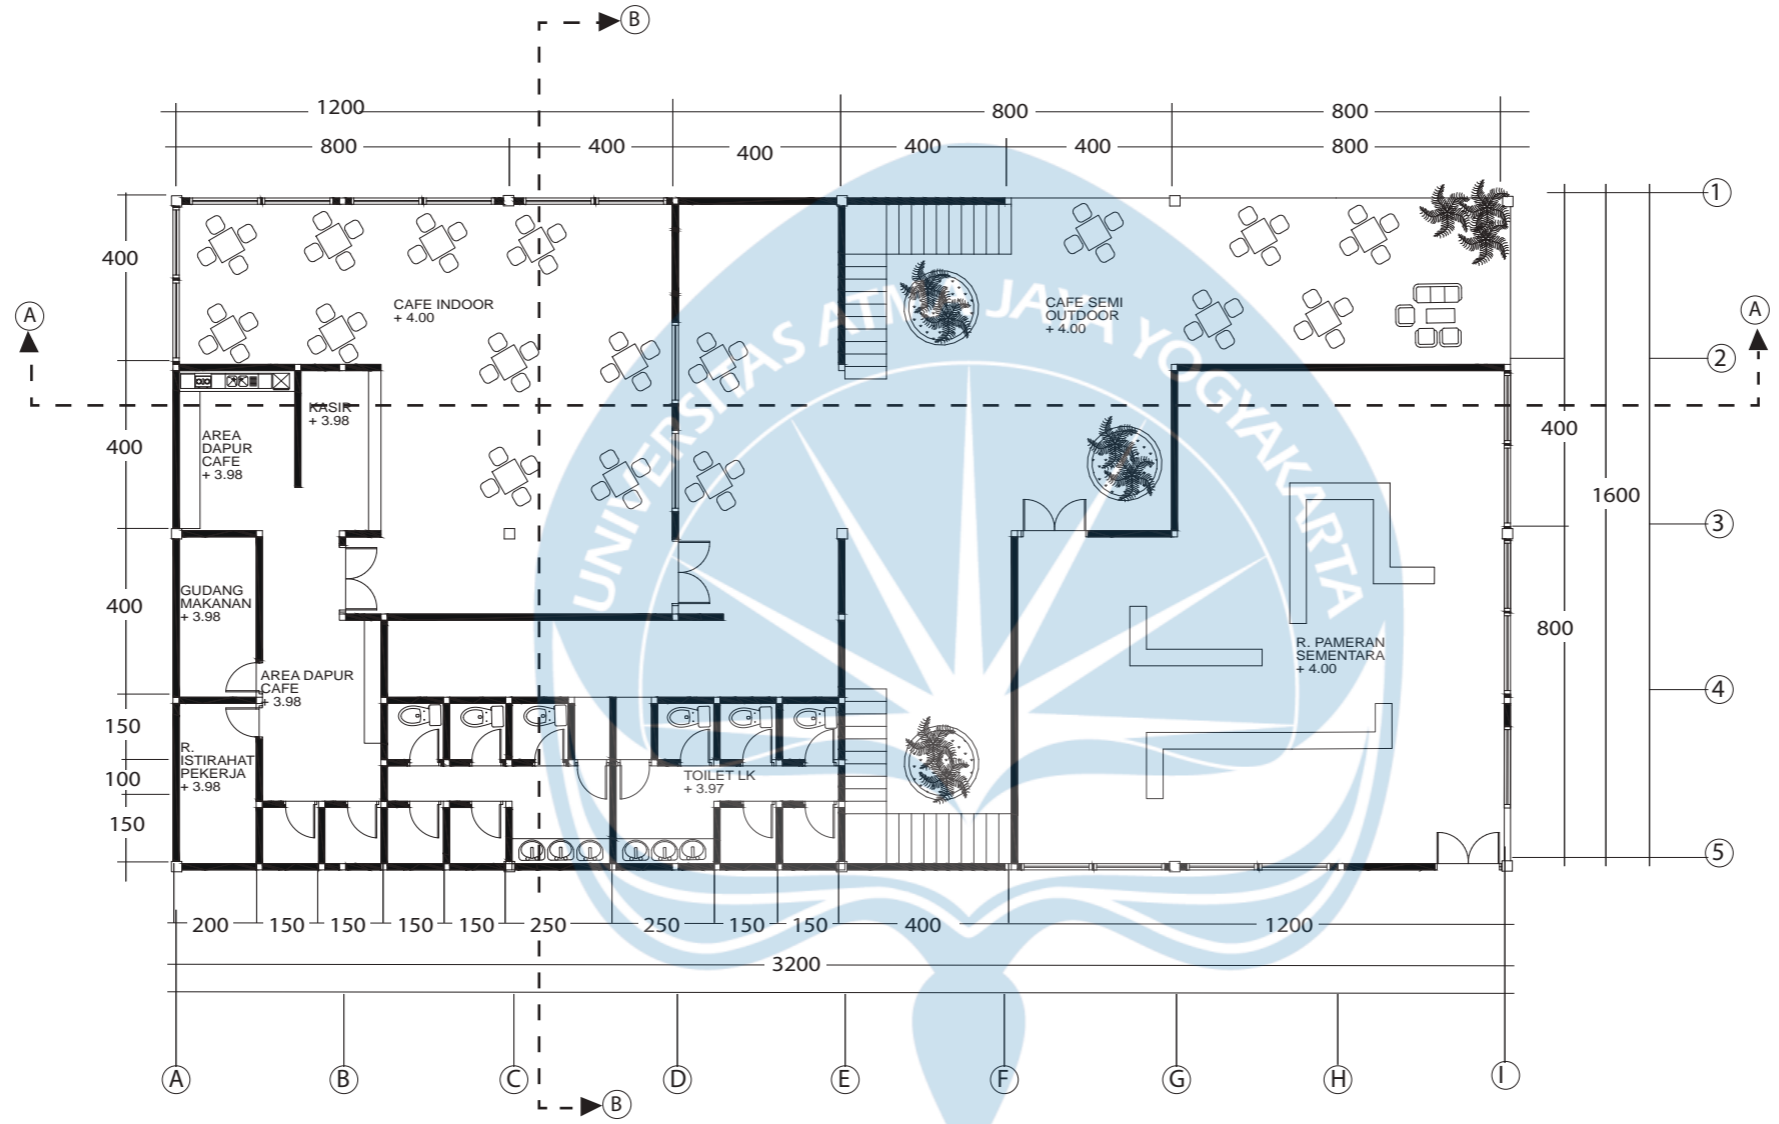 B
1200
800
800
800
400
400
400
400
800
1
400
CAFE INDOOR
+ 4.00
CAFE SEMI
OUTDOOR
+ 4.00
A
A
2
KASIR
+ 3.98
400
AREA
DAPUR
CAFE
+ 3.98
400
1600
3
UNIVERSITAS ATMA JAYA YOGYAKARTA
GUDANG
MAKANAN
+ 3.98
400
800
R. PAMERAN
SEMENTARA
+ 4.00
AREA DAPUR
CAFE
+ 3.98
4
150
R.
ISTIRAHAT
PEKERJA
+ 3.98
TOILET LK
+ 3.97
100
150
5
200
150
150
150
150
250
250
150
150
400
1200
3200
A
B
C
D
E
F
G
H
I
B